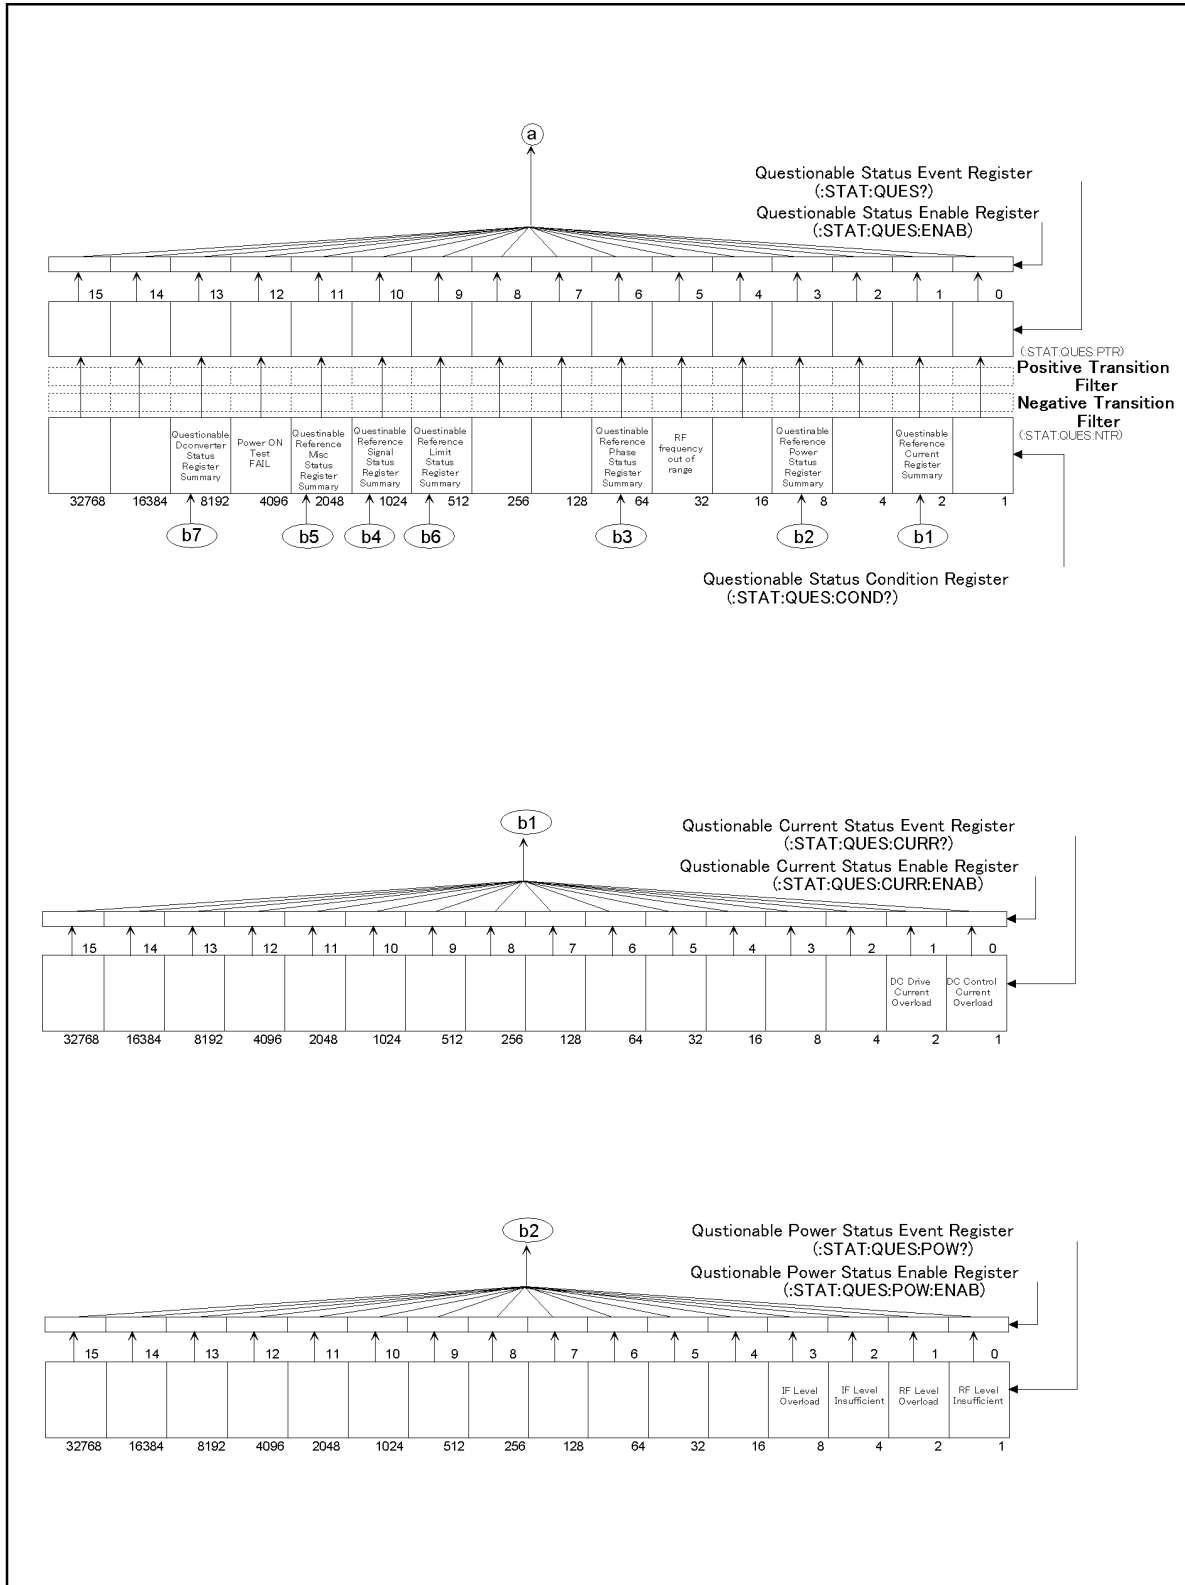 a
Questionable Status Event Register
(:STAT:QUES?)
Questionable Status Enable Register
(:STAT:QUES:ENAB)
15 14 13 12 11 10 9 8 7 6 5 4 3 2 1 0
(:STAT:QUES:PTR)
Positive Transition
Filter
Negative Transition
Filter
(:STAT:QUES:NTR)
Questionable
Dconverter
Status
Register
Summary
Power ON
Test
FAIL
Questinable
Reference
Misc
Status
Register
Summary
Questinable
Reference
Signal
Status
Register
Summary
Questinable
Reference
Limit
Status
Register
Summary
Questinable
Reference
Phase
Status
Register
Summary
RF
frequency
out of
range
Questinable
Reference
Power
Status
Register
Summary
Questinable
Reference
Current
Register
Summary
32768 16384 8192 4096 2048 1024 512 256 128 64 32 16 8 4 2 1
b7 b5 b4 b6 b3 b2 b1
Questionable Status Condition Register
(:STAT:QUES:COND?)
b1
Qustionable Current Status Event Register
(:STAT:QUES:CURR?)
Qustionable Current Status Enable Register
(:STAT:QUES:CURR:ENAB)
15 14 13 12 11 10 9 8 7 6 5 4 3 2 1 0
DC Drive
Current
Overload
DC Control
Current
Overload
32768 16384 8192 4096 2048 1024 512 256 128 64 32 16 8 4 2 1
b2
Qustionable Power Status Event Register
(:STAT:QUES:POW?)
Qustionable Power Status Enable Register
(:STAT:QUES:POW:ENAB)
15 14 13 12 11 10 9 8 7 6 5 4 3 2 1 0
IF Level
Overload
IF Level
Insufficient
RF Level
Overload
RF Level
Insufficient
32768 16384 8192 4096 2048 1024 512 256 128 64 32 16 8 4 2 1